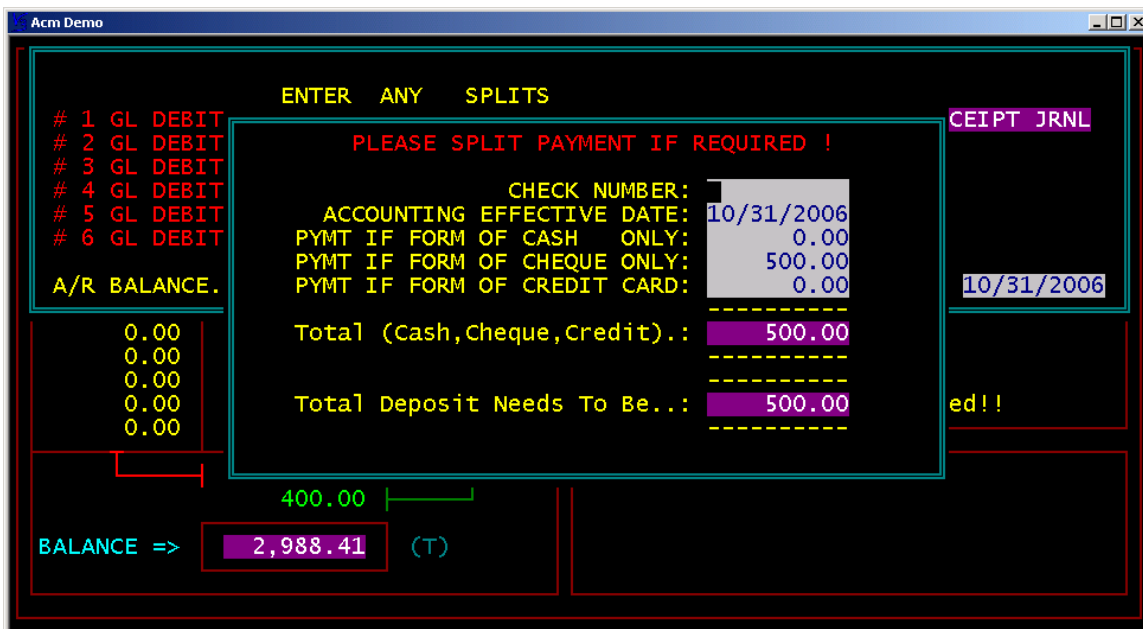 Acm Demo
ENTER ANY SPLITS
# 1 GL DEBIT
CEIPT JRNL
# 2 GL DEBIT
PLEASE SPLIT PAYMENT IF REQUIRED !
# 3 GL DEBIT
# 4 GL DEBIT
CHECK NUMBER:
# 5 GL DEBIT
ACCOUNTING EFFECTIVE DATE: 10/31/2006
# 6 GL DEBIT
PYMT IF FORM OF CASH ONLY: 0.00
PYMT IF FORM OF CHEQUE ONLY: 500.00
A/R BALANCE.
PYMT IF FORM OF CREDIT CARD: 0.00
10/31/2006
----------
0.00
Total (Cash,Cheque,Credit).: 500.00
0.00
----------
0.00
----------
0.00
Total Deposit Needs To Be..: 500.00
ed!!
0.00
----------
400.00
BALANCE => 2,988.41 (T)